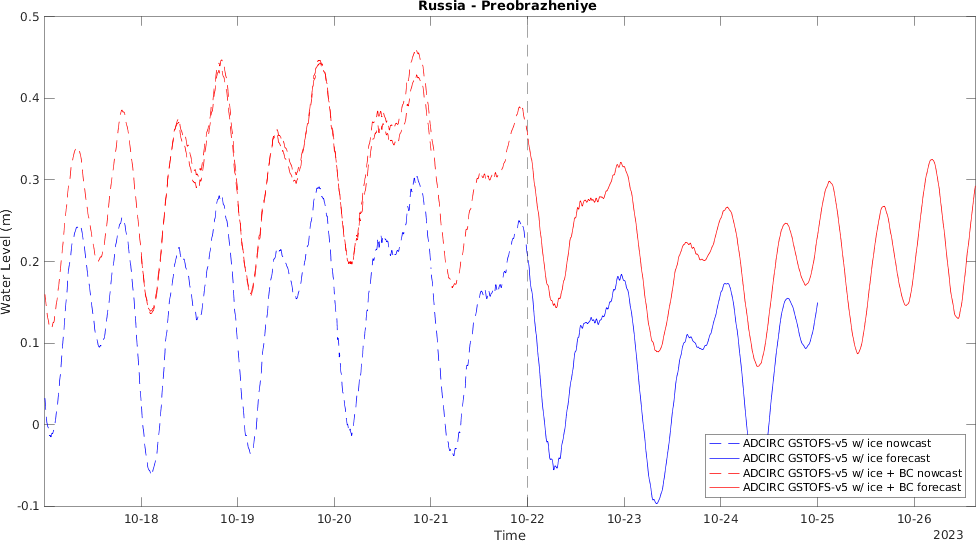 Russia - Preobrazheniye
Water Level (m)
0.5
0.4
0.3
0.2
0.1
0
-0.1
10-18
10-19
10-20
10-21
10-22
10-23
10-24
10-25
10-26
Time
2023
ADCIRC GSTOFS-v5 w/ ice nowcast
ADCIRC GSTOFS-v5 w/ ice forecast
ADCIRC GSTOFS-v5 w/ ice + BC nowcast
ADCIRC GSTOFS-v5 w/ ice + BC forecast